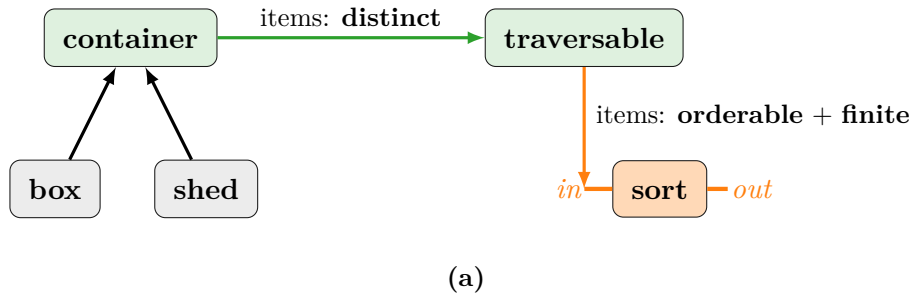 items: distinct
container
traversable
items: orderable + finite
box
shed
in
sort
out
(a)